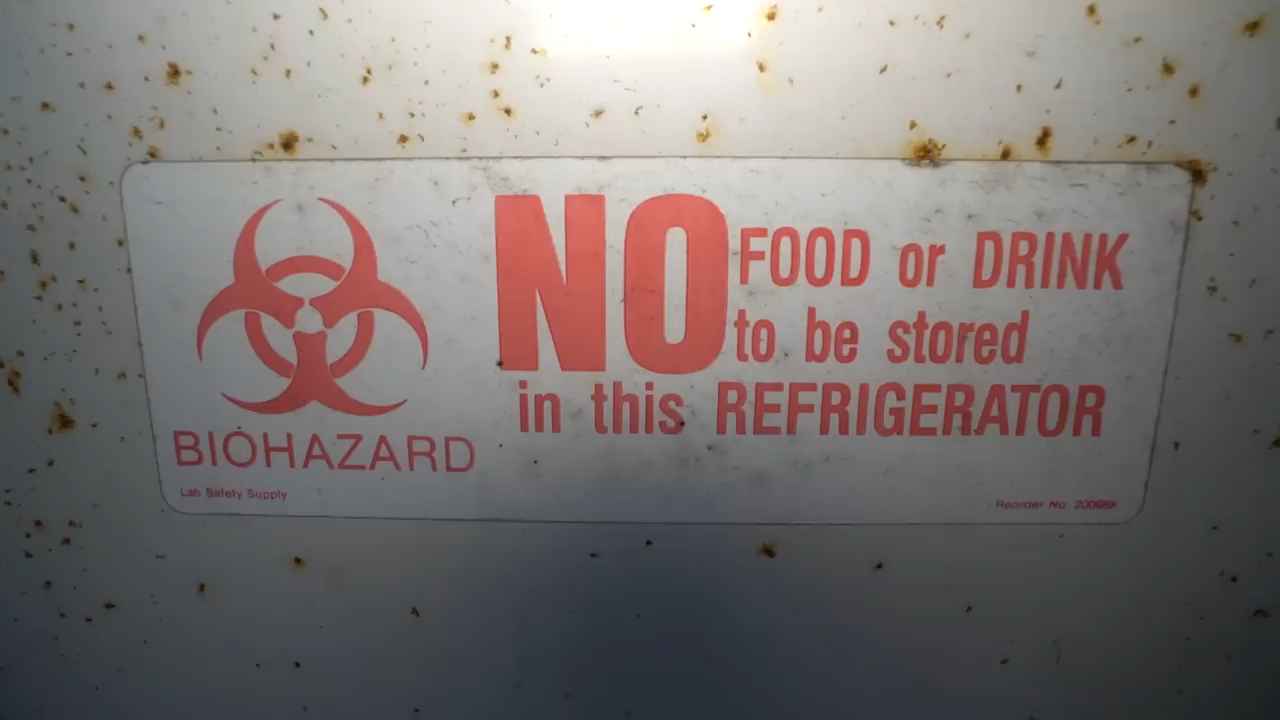 NO FOOD or DRINK
to be stored
in this REFRIGERATOR
BIOHAZARD
Lab Safety Supply
Reorder No.